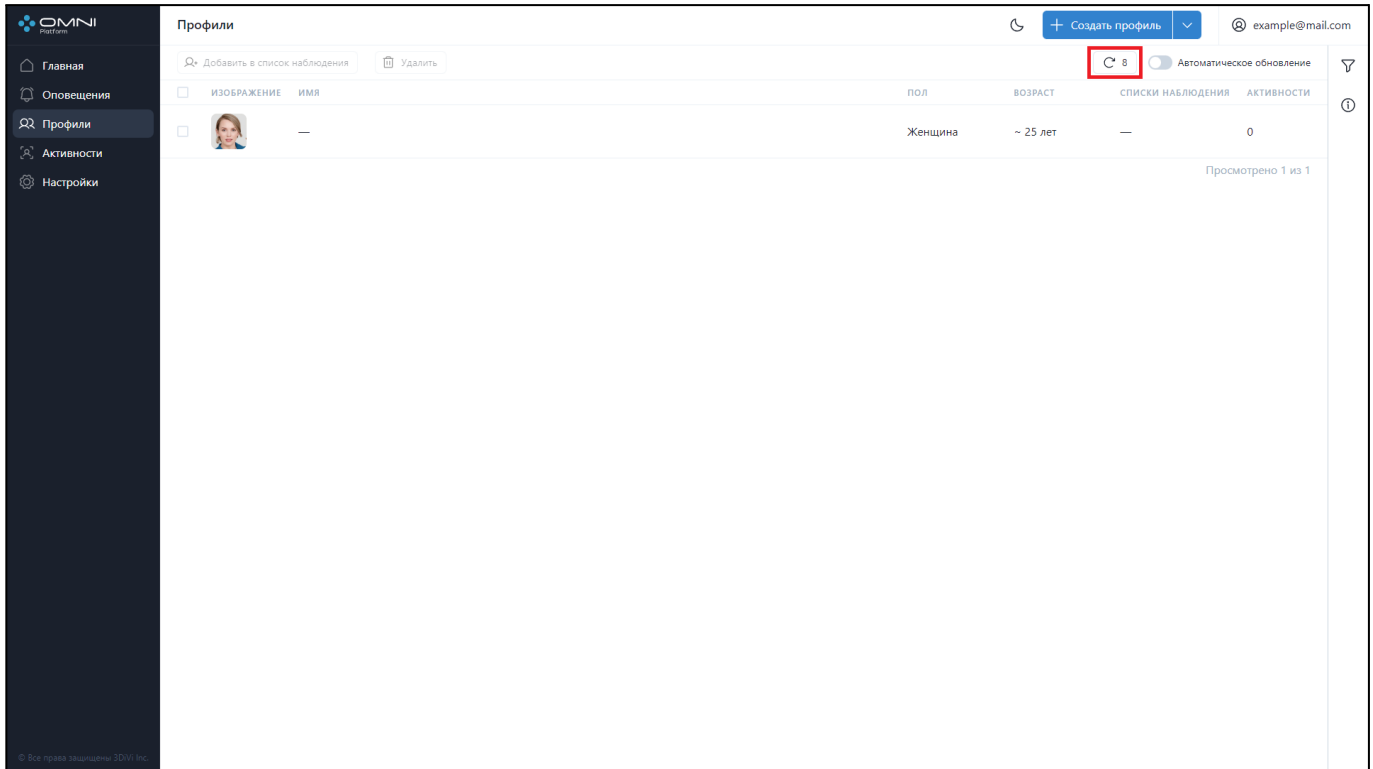 OMNI
Platform
Профили
Создать профиль
example@mail.com
Главная
Оповещения
Профили
Активности
Настройки
Добавить в список наблюдения
Удалить
8
Автоматическое обновление
ИЗОБРАЖЕНИЕ ИМЯ ПОЛ ВОЗРАСТ СПИСКИ НАБЛЮДЕНИЯ АКТИВНОСТИ
— Женщина ~ 25 лет — 0
Просмотрено 1 из 1
© Все права защищены 3DiVi Inc.